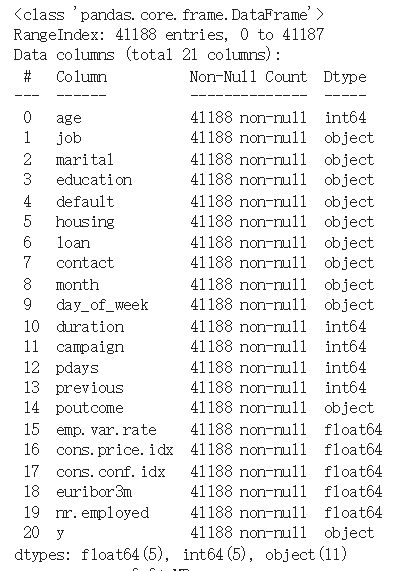 <class 'pandas.core.frame.DataFrame'>
RangeIndex: 41188 entries, 0 to 41187
Data columns (total 21 columns):
 #   Column          Non-Null Count  Dtype
---  ------          --------------  -----
 0   age             41188 non-null  int64
 1   job             41188 non-null  object
 2   marital         41188 non-null  object
 3   education       41188 non-null  object
 4   default         41188 non-null  object
 5   housing         41188 non-null  object
 6   loan            41188 non-null  object
 7   contact         41188 non-null  object
 8   month           41188 non-null  object
 9   day_of_week     41188 non-null  object
 10  duration        41188 non-null  int64
 11  campaign        41188 non-null  int64
 12  pdays           41188 non-null  int64
 13  previous        41188 non-null  int64
 14  poutcome        41188 non-null  object
 15  emp.var.rate    41188 non-null  float64
 16  cons.price.idx  41188 non-null  float64
 17  cons.conf.idx   41188 non-null  float64
 18  euribor3m       41188 non-null  float64
 19  nr.employed     41188 non-null  float64
 20  y               41188 non-null  object
dtypes: float64(5), int64(5), object(11)